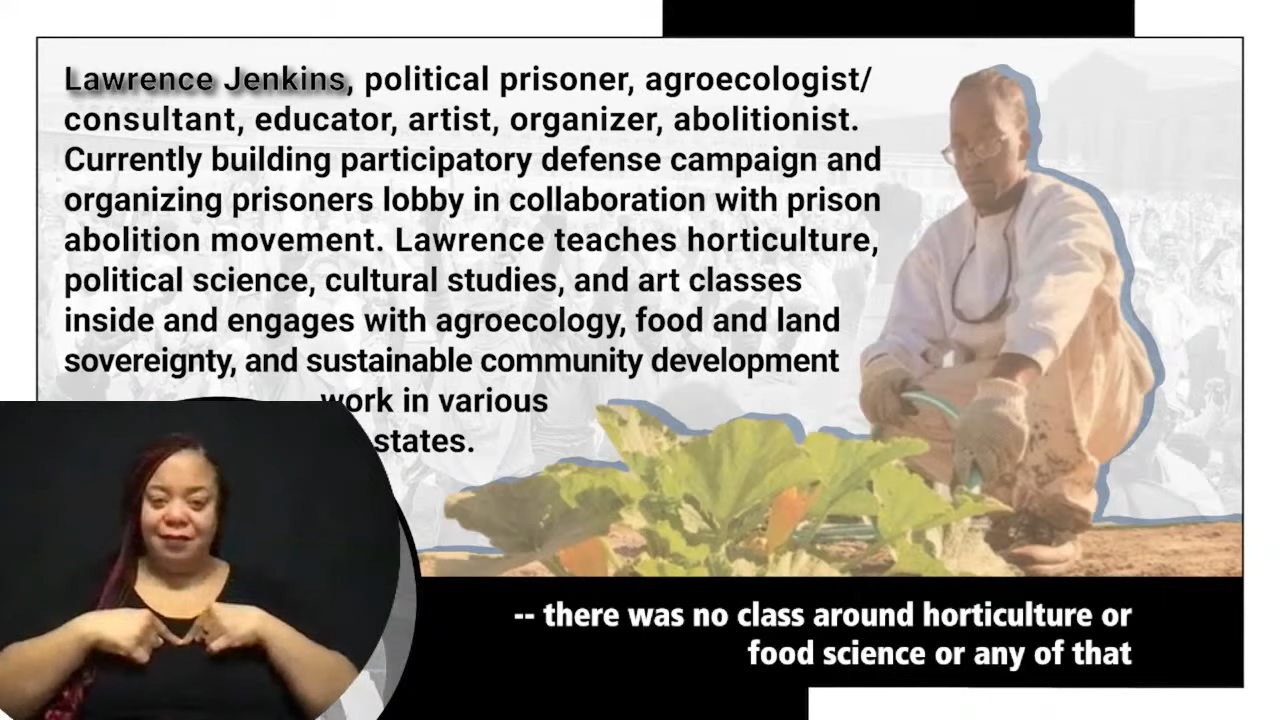 Lawrence Jenkins, political prisoner, agroecologist/
consultant, educator, artist, organizer, abolitionist.
Currently building participatory defense campaign and
organizing prisoners lobby in collaboration with prison
abolition movement. Lawrence teaches horticulture,
political science, cultural studies, and art classes
inside and engages with agroecology, food and land
sovereignty, and sustainable community development
work in various
states.
-- there was no class around horticulture or
food science or any of that